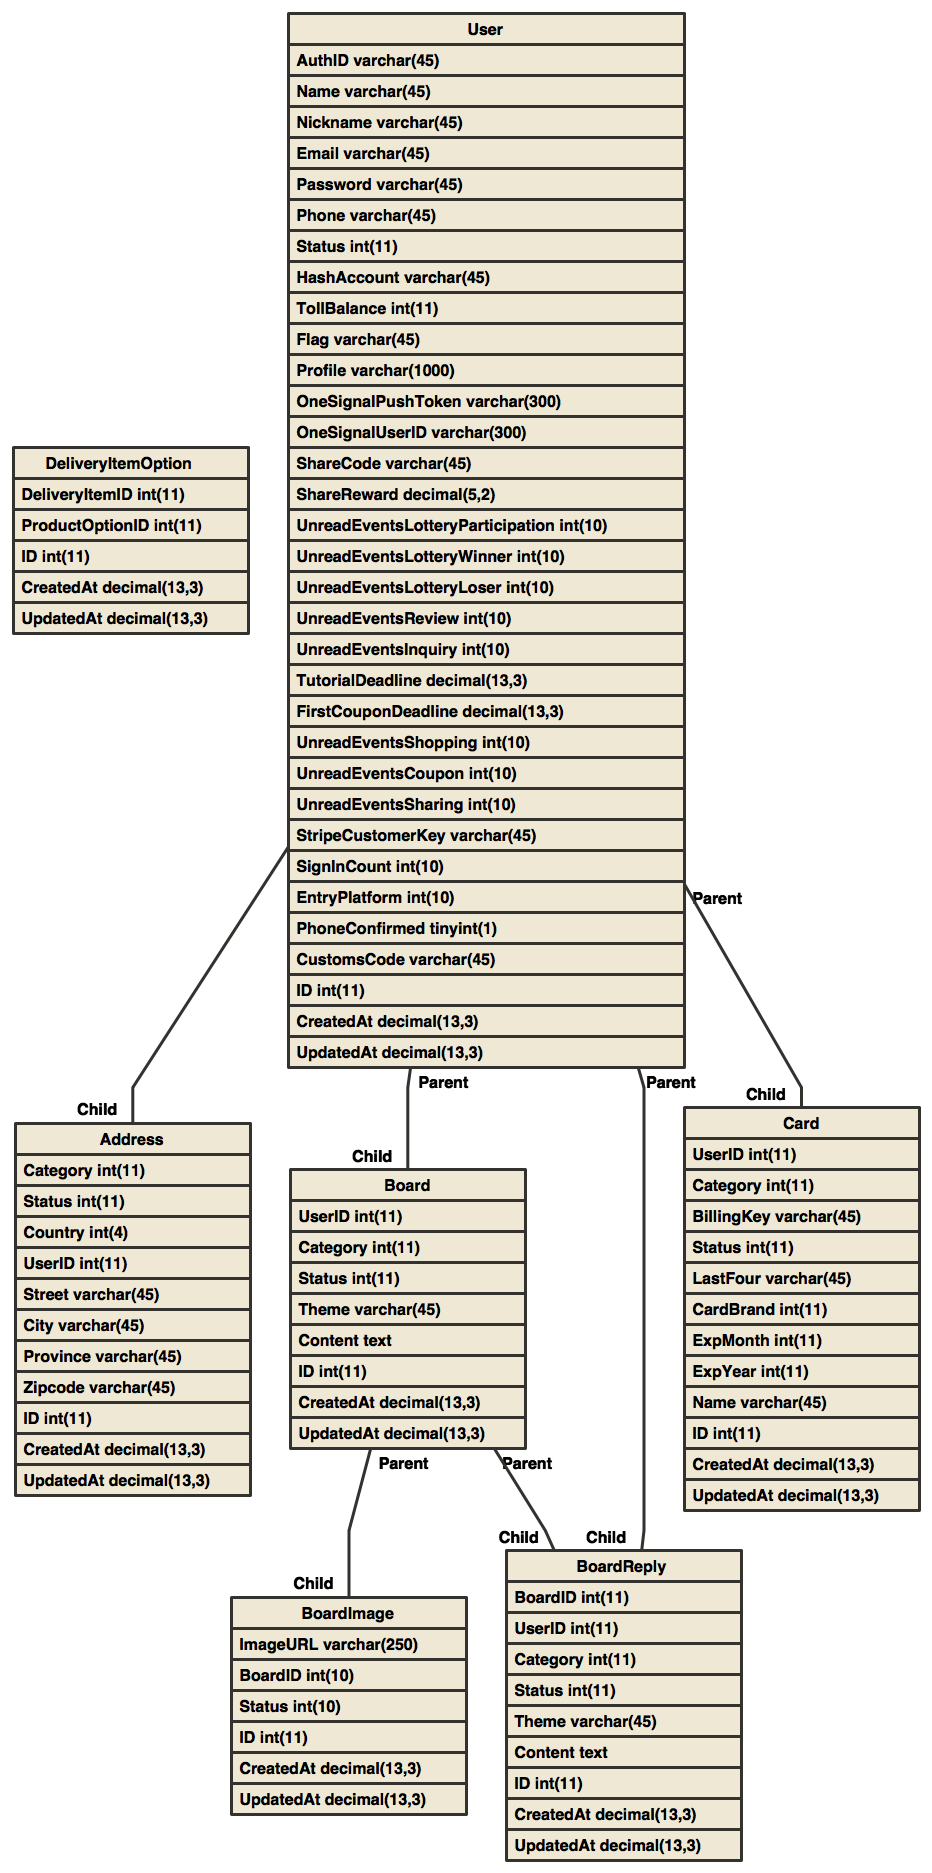 User
AuthID varchar(45)
Name varchar(45)
Nickname varchar(45)
Email varchar(45)
Password varchar(45)
Phone varchar(45)
Status int(11)
HashAccount varchar(45)
TollBalance int(11)
Flag varchar(45)
Profile varchar(1000)
OneSignalPushToken varchar(300)
OneSignalUserID varchar(300)
ShareCode varchar(45)
ShareReward decimal(5,2)
UnreadEventsLotteryParticipation int(10)
UnreadEventsLotteryWinner int(10)
UnreadEventsLotteryLoser int(10)
UnreadEventsReview int(10)
UnreadEventsInquiry int(10)
TutorialDeadline decimal(13,3)
FirstCouponDeadline decimal(13,3)
UnreadEventsShopping int(10)
UnreadEventsCoupon int(10)
UnreadEventsSharing int(10)
StripeCustomerKey varchar(45)
SignInCount int(10)
EntryPlatform int(10)
PhoneConfirmed tinyint(1)
CustomsCode varchar(45)
ID int(11)
CreatedAt decimal(13,3)
UpdatedAt decimal(13,3)
DeliveryItemOption
DeliveryItemID int(11)
ProductOptionID int(11)
ID int(11)
CreatedAt decimal(13,3)
UpdatedAt decimal(13,3)
Parent
Parent
Parent
Child
Child
Child
Address
Category int(11)
Status int(11)
Country int(4)
UserID int(11)
Street varchar(45)
City varchar(45)
Province varchar(45)
Zipcode varchar(45)
ID int(11)
CreatedAt decimal(13,3)
UpdatedAt decimal(13,3)
Board
UserID int(11)
Category int(11)
Status int(11)
Theme varchar(45)
Content text
ID int(11)
CreatedAt decimal(13,3)
UpdatedAt decimal(13,3)
Card
UserID int(11)
Category int(11)
BillingKey varchar(45)
Status int(11)
LastFour varchar(45)
CardBrand int(11)
ExpMonth int(11)
ExpYear int(11)
Name varchar(45)
ID int(11)
CreatedAt decimal(13,3)
UpdatedAt decimal(13,3)
Parent
Parent
Child
Child
Child
BoardImage
ImageURL varchar(250)
BoardID int(10)
Status int(10)
ID int(11)
CreatedAt decimal(13,3)
UpdatedAt decimal(13,3)
BoardReply
BoardID int(11)
UserID int(11)
Category int(11)
Status int(11)
Theme varchar(45)
Content text
ID int(11)
CreatedAt decimal(13,3)
UpdatedAt decimal(13,3)